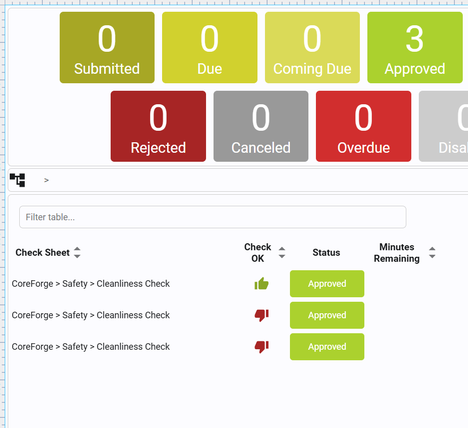 0 0 0 3
Submitted Due Coming Due Approved
0 0 0 0
Rejected Canceled Overdue Disa
>
Filter table...
Check Sheet Check OK Status Minutes Remaining
CoreForge > Safety > Cleanliness Check Approved
CoreForge > Safety > Cleanliness Check Approved
CoreForge > Safety > Cleanliness Check Approved